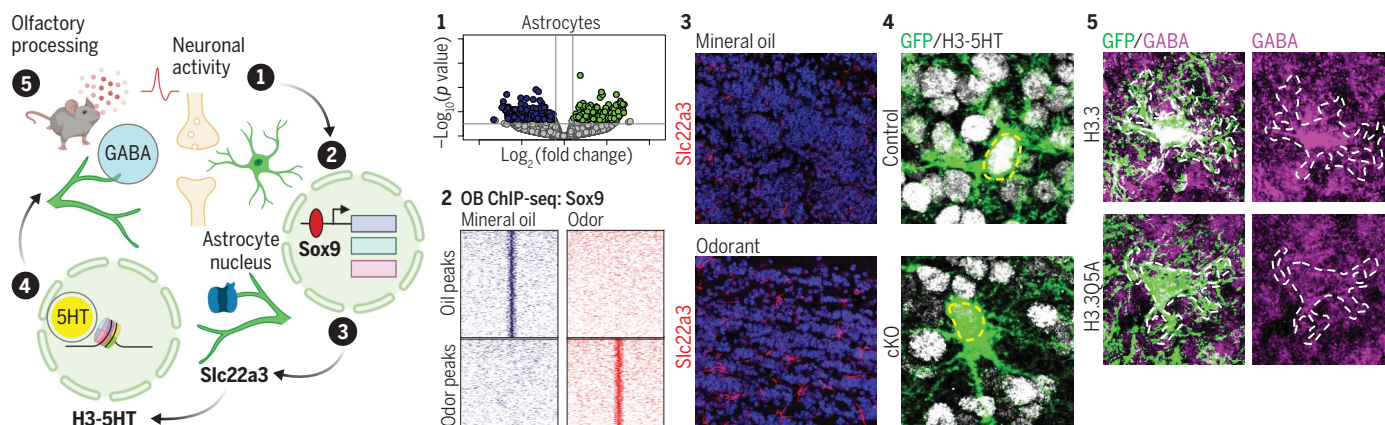 5
Olfactory
processing
Neuronal
activity
1
GABA
2
Sox9
Astrocyte
nucleus
4
5HT
3
Slc22a3
H3-5HT
1
Astrocytes
–Log10(p value)
Log2 (fold change)
2 OB ChIP-seq: Sox9
Mineral oil Odor
Oil peaks
Odor peaks
3
Mineral oil
Slc22a3
Odorant
Slc22a3
4
GFP/H3-5HT
Control
cKO
5
GFP/GABA GABA
H3.3
H3.3Q5A